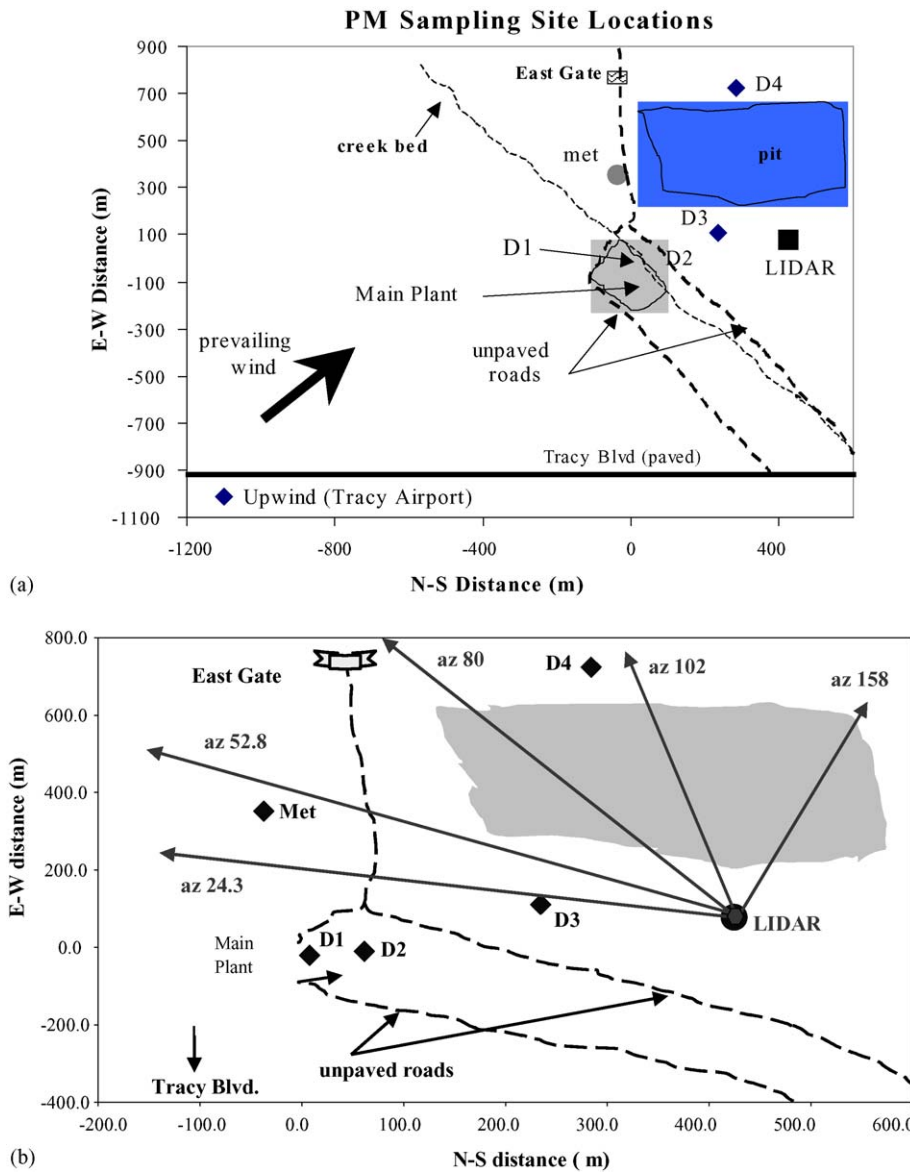 PM Sampling Site Locations
900
700
500
300
100
-100
-300
-500
-700
-900
-1100
E-W Distance (m)
East Gate
D4
creek bed
met
pit
D3
D1
D2
LIDAR
Main Plant
prevailing
wind
unpaved
roads
Tracy Blvd (paved)
Upwind (Tracy Airport)
-1200
-800
-400
0
400
N-S Distance (m)
(a)
800.0
600.0
400.0
200.0
0.0
-200.0
-400.0
E-W distance (m)
East Gate
az 80
D4
az 102
az 158
az 52.8
Met
az 24.3
D3
LIDAR
Main
Plant
D1
D2
unpaved roads
Tracy Blvd.
-200.0
-100.0
0.0
100.0
200.0
300.0
400.0
500.0
600.0
N-S distance ( m)
(b)